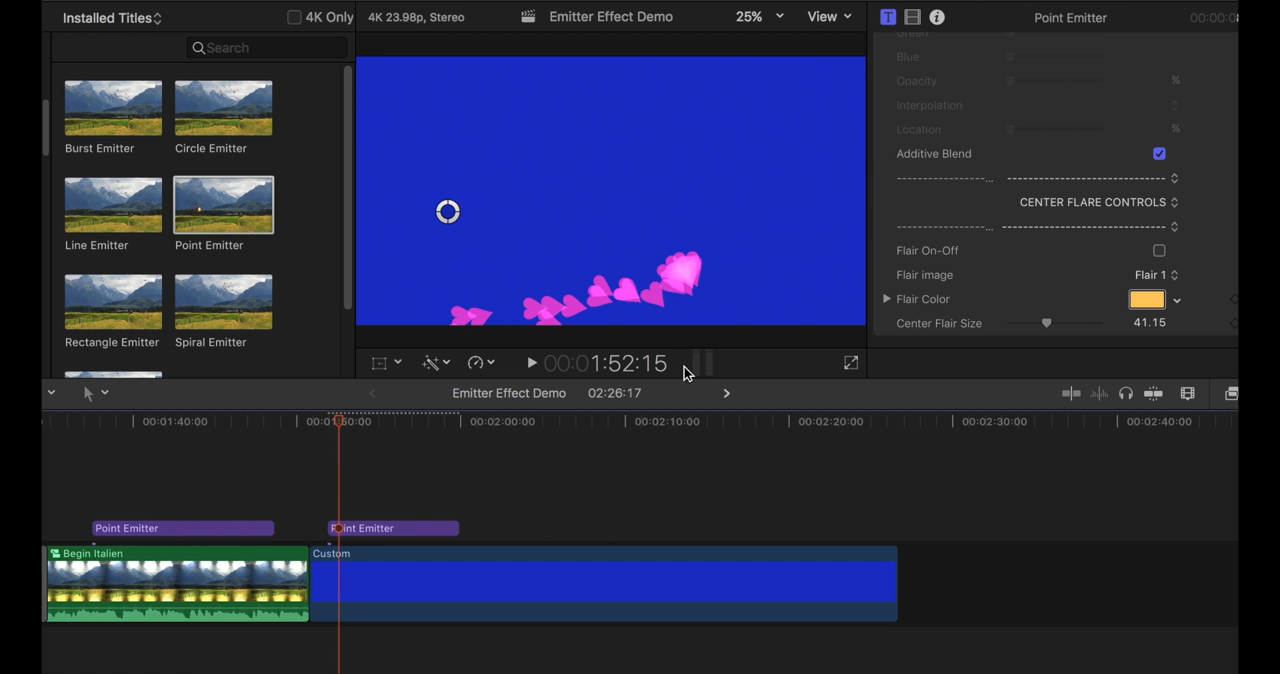 Installed Titles
4K Only
4K 23.98p, Stereo
Emitter Effect Demo
25%
View
Point Emitter
Search
Burst Emitter
Circle Emitter
Line Emitter
Point Emitter
Rectangle Emitter
Spiral Emitter
Green
Blue
Opacity
%
Interpolation
Location
%
Additive Blend
CENTER FLARE CONTROLS
Flair On-Off
Flair image
Flair 1
Flair Color
Center Flair Size
41.15
00:01:52:15
Emitter Effect Demo
02:26:17
00:01:40:00
00:01:50:00
00:02:00:00
00:02:10:00
00:02:20:00
00:02:30:00
00:02:40:00
Point Emitter
Point Emitter
Begin Italien
Custom